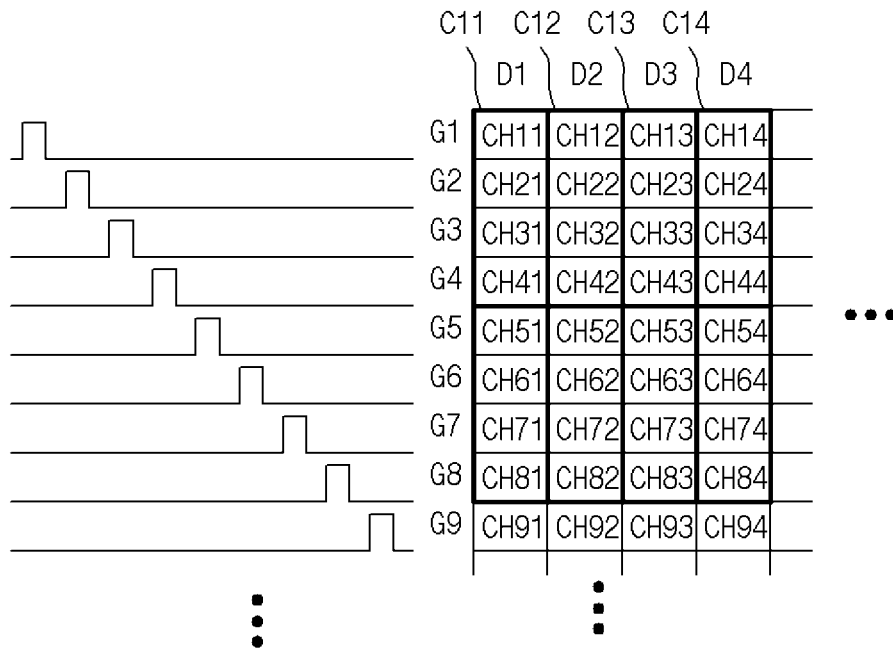 C11 C12 C13 C14
D1 D2 D3 D4
G1 CH11 CH12 CH13 CH14
G2 CH21 CH22 CH23 CH24
G3 CH31 CH32 CH33 CH34
G4 CH41 CH42 CH43 CH44
G5 CH51 CH52 CH53 CH54
G6 CH61 CH62 CH63 CH64
G7 CH71 CH72 CH73 CH74
G8 CH81 CH82 CH83 CH84
G9 CH91 CH92 CH93 CH94